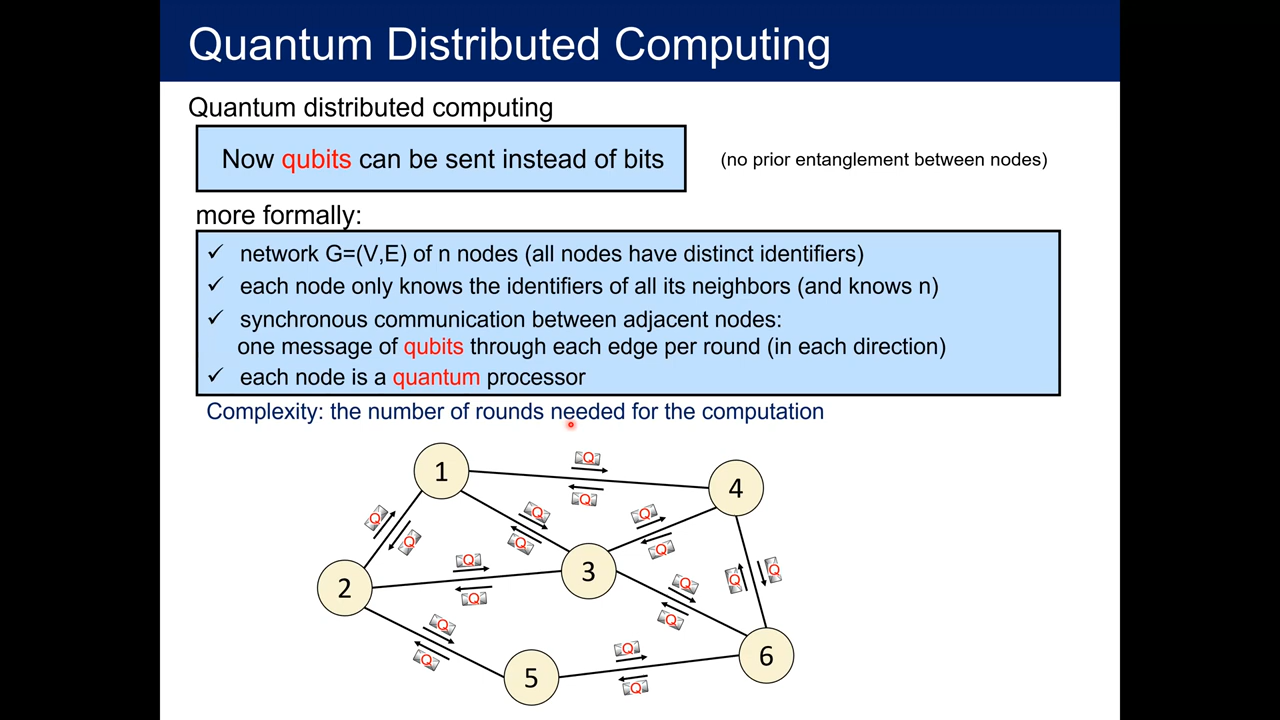 Quantum Distributed Computing
Quantum distributed computing
Now qubits can be sent instead of bits
(no prior entanglement between nodes)
more formally:
✓ network G=(V,E) of n nodes (all nodes have distinct identifiers)
✓ each node only knows the identifiers of all its neighbors (and knows n)
✓ synchronous communication between adjacent nodes:
one message of qubits through each edge per round (in each direction)
✓ each node is a quantum processor
Complexity: the number of rounds needed for the computation
Q
1
4
Q
Q
Q
Q
Q
Q
Q
Q
3
Q
Q
Q
2
Q
Q
Q
Q
Q
Q
6
5
Q